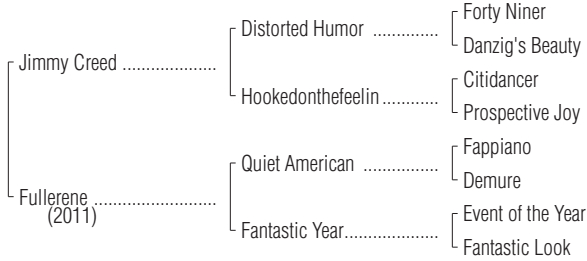 Forty Niner
Distorted Humor ..............
Danzig's Beauty
Jimmy Creed ....................
Citidancer
Hookedonthefeelin ............
Prospective Joy
Fappiano
Quiet American ................
Demure
Fullerene ..........................
(2011)
Event of the Year
Fantastic Year....................
Fantastic Look